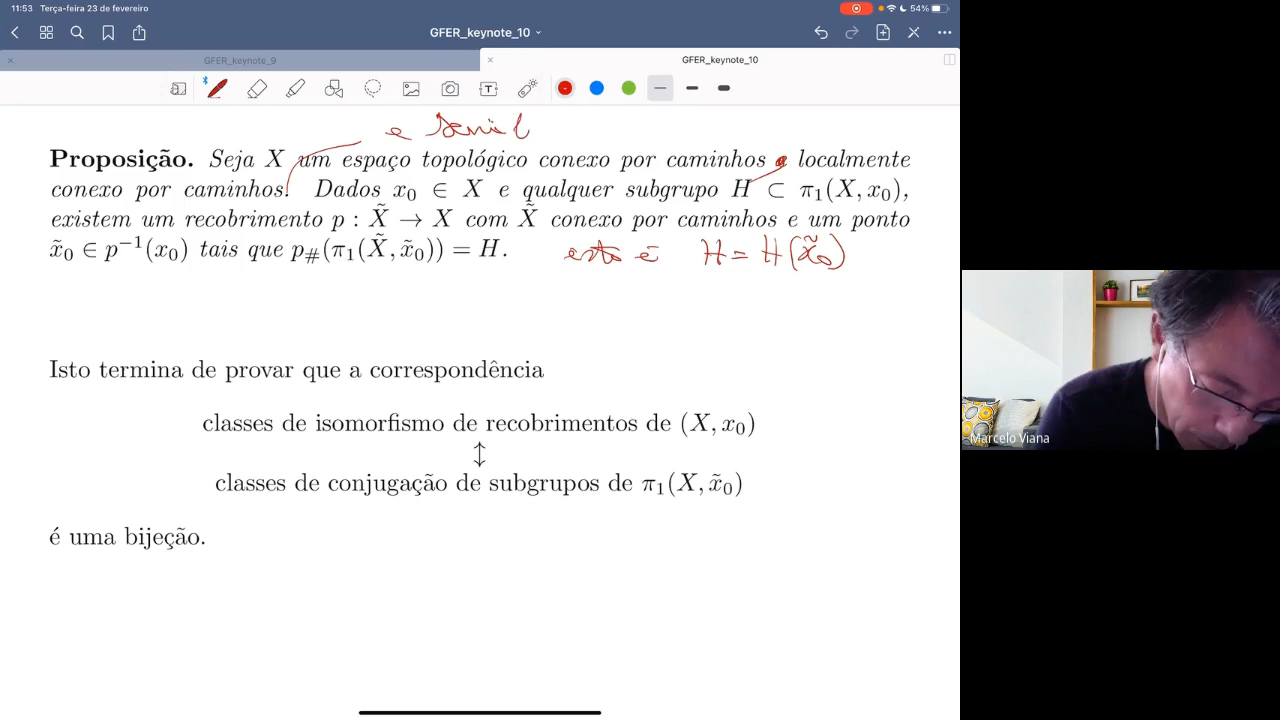 11:53 Terça-feira 23 de fevereiro
54%
GFER_keynote_10
GFER_keynote_9
GFER_keynote_10
e
Proposição. Seja X um espaço topológico conexo por caminhos e localmente
conexo por caminhos. Dados x₀ ∈ X e qualquer subgrupo H ⊂ π₁(X, x₀),
existem um recobrimento p : X̃ → X com X̃ conexo por caminhos e um ponto
x̃₀ ∈ p⁻¹(x₀) tais que p#(π₁(X̃, x̃₀)) = H.
esto é H = H(x̃₀)
Isto termina de provar que a correspondência
classes de isomorfismo de recobrimentos de (X, x₀)
↕
classes de conjugação de subgrupos de π₁(X, x̃₀)
é uma bijeção.
Marcelo Viana